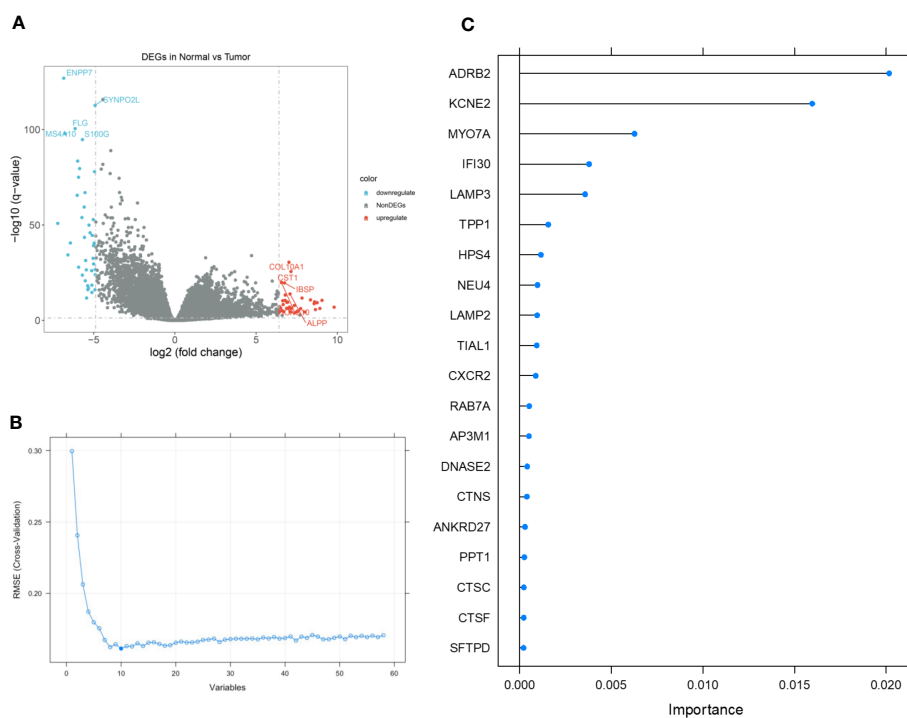 A
DEGs in Normal vs Tumor
ENPP7
SYNPO2L
FLG
MS4A10
S100G
COL10A1
CST1
IBSP
ALPP
100
50
0
−log10 (q−value)
−5
0
5
10
log2 (fold change)
color
downregulate
NonDEGs
upregulate
B
0.30
0.25
0.20
RMSE (Cross-Validation)
0
10
20
30
40
50
60
Variables
C
ADRB2
KCNE2
MYO7A
IFI30
LAMP3
TPP1
HPS4
NEU4
LAMP2
TIAL1
CXCR2
RAB7A
AP3M1
DNASE2
CTNS
ANKRD27
PPT1
CTSC
CTSF
SFTPD
0.000
0.005
0.010
0.015
0.020
Importance